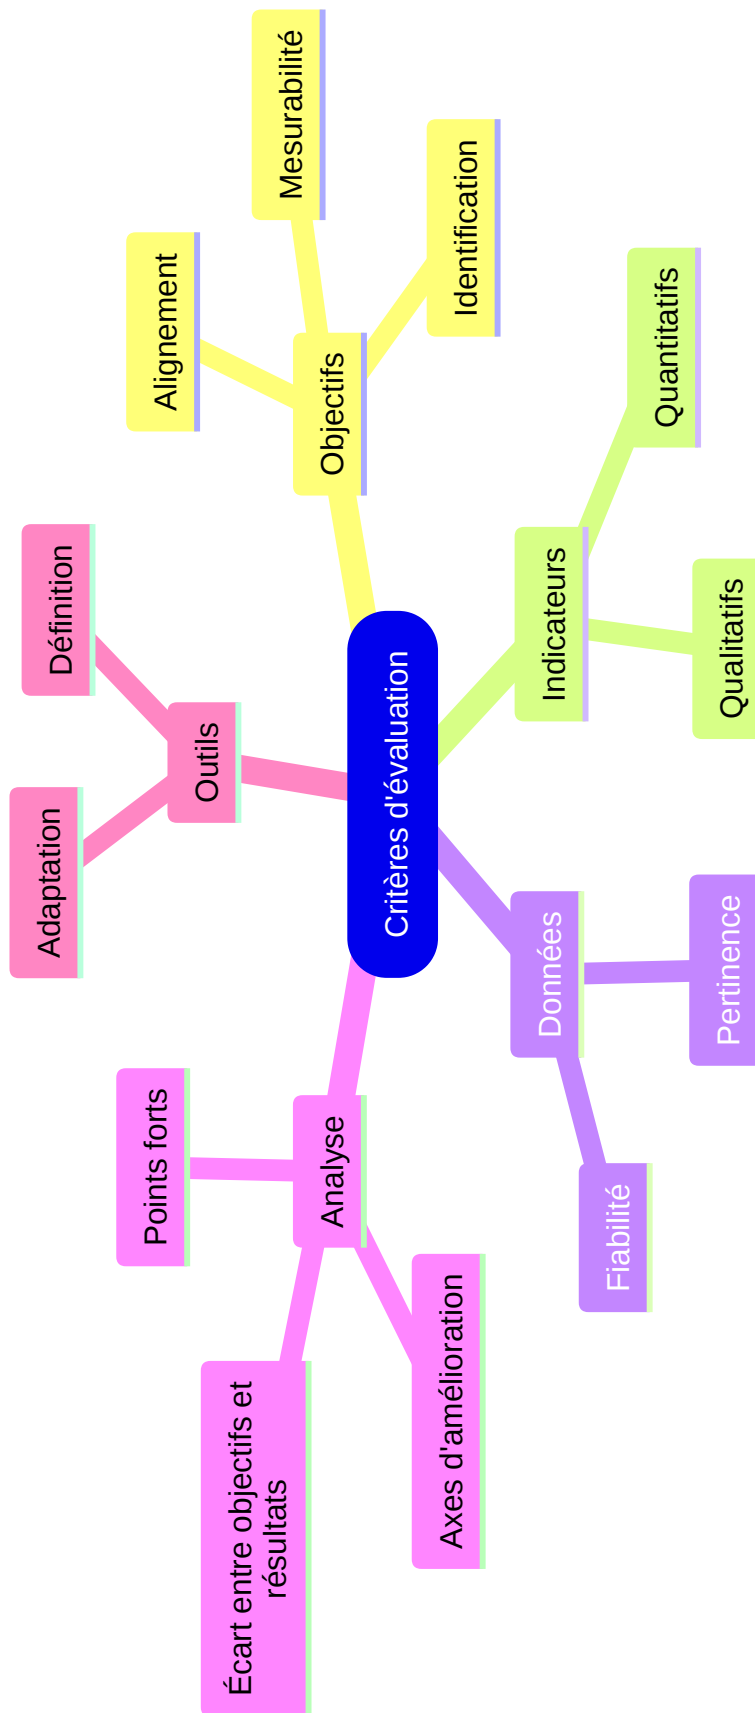 Critères d'évaluation
Objectifs
Identification
Mesurabilité
Alignement
Indicateurs
Quantitatifs
Qualitatifs
Données
Pertinence
Fiabilité
Analyse
Axes d'amélioration
Écart entre objectifs et
résultats
Points forts
Outils
Adaptation
Définition